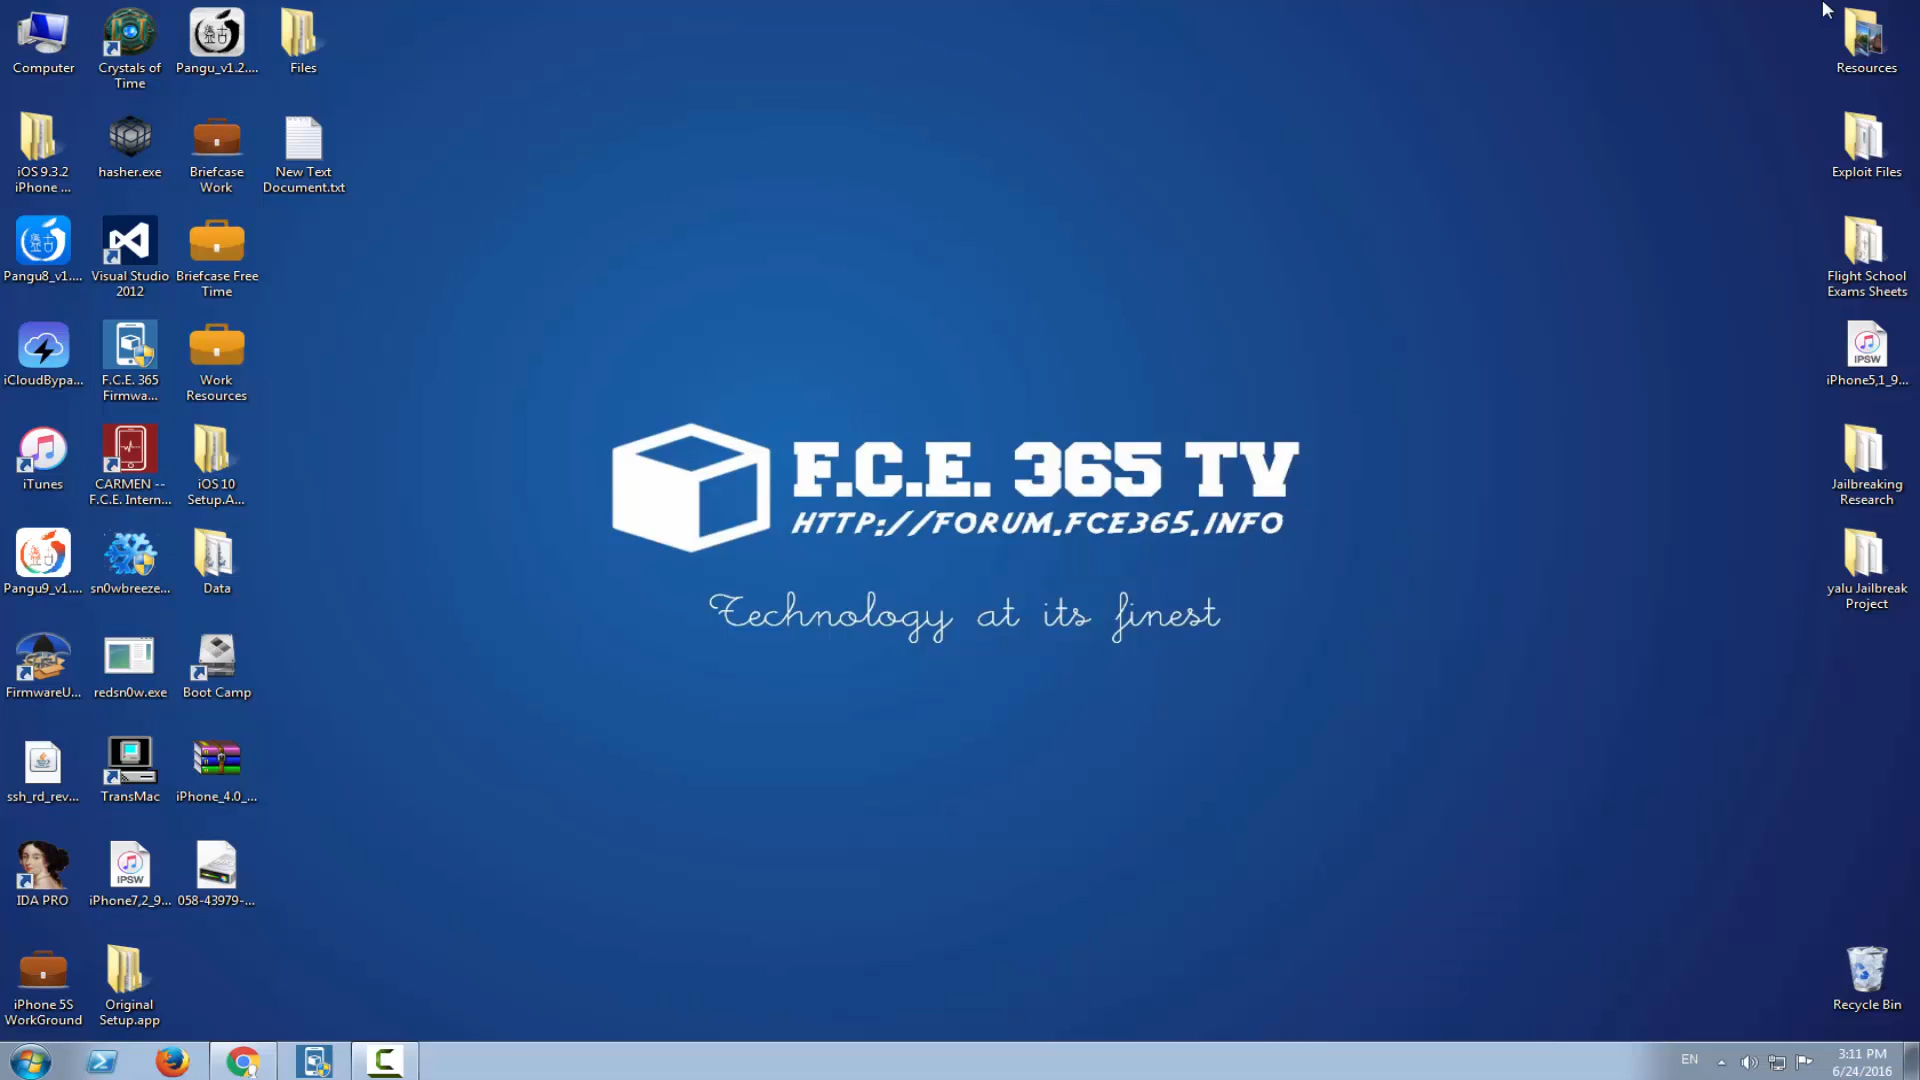 Computer
Crystals of
Time
Pangu_v1.2....
Files
iOS 9.3.2
iPhone ...
hasher.exe
Briefcase
Work
New Text
Document.txt
Pangu8_v1....
Visual Studio
2012
Briefcase Free
Time
iCloudBypa...
F.C.E. 365
Firmwa...
Work
Resources
iTunes
CARMEN --
F.C.E. Intern...
iOS 10
Setup.A...
Pangu9_v1....
sn0wbreeze...
Data
FirmwareU...
redsn0w.exe
Boot Camp
ssh_rd_rev...
TransMac
iPhone_4.0_...
IDA PRO
IPSW
iPhone7,2_9...
058-43979-...
iPhone 5S
WorkGround
Original
Setup.app
F.C.E. 365 TV
HTTP://FORUM.FCE365.INFO
Technology at its finest
Resources
Exploit Files
Flight School
Exams Sheets
IPSW
iPhone5,1_9...
Jailbreaking
Research
yalu Jailbreak
Project
Recycle Bin
EN
3:11 PM
6/24/2016